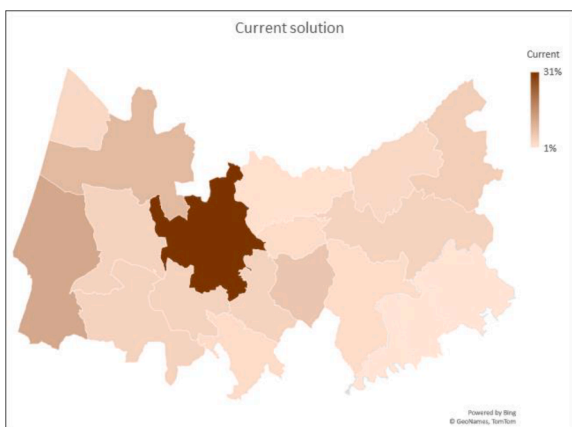 Current solution
Current
31%
1%
Powered by Bing
© GeoNames, TomTom